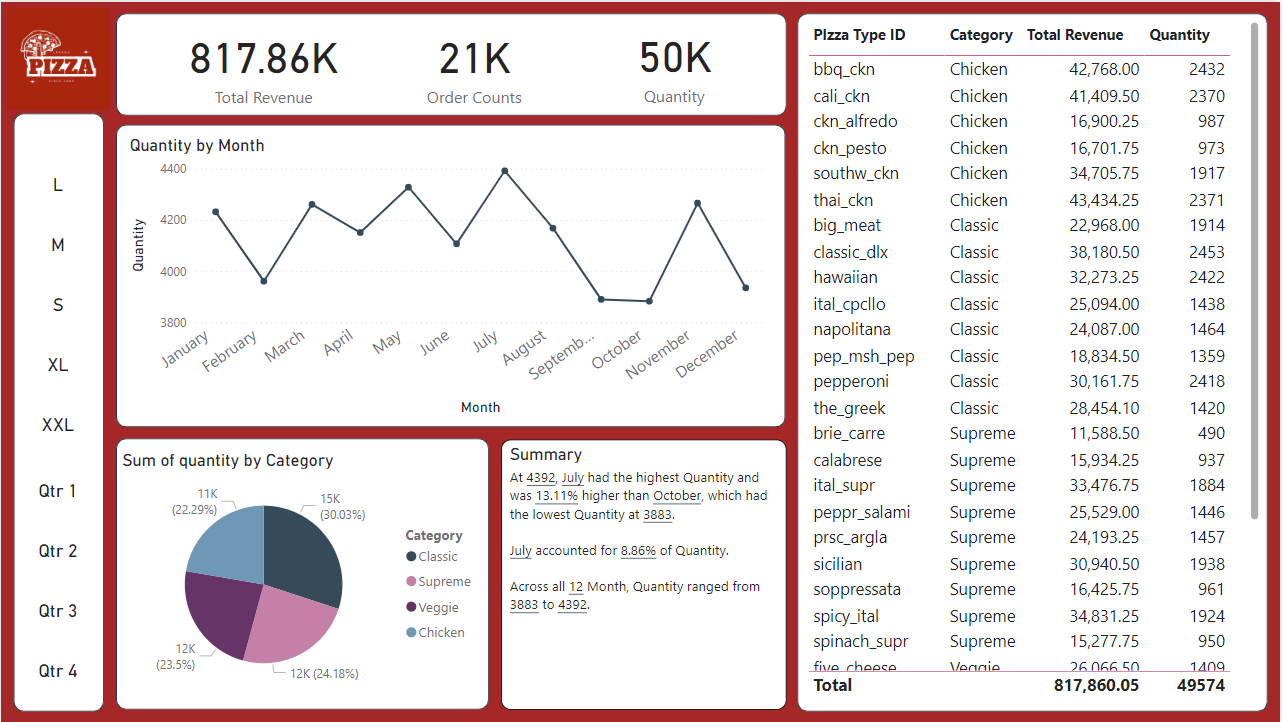 PIZZA
817.86K
Total Revenue
21K
Order Counts
50K
Quantity
L
M
S
XL
XXL
Qtr 1
Qtr 2
Qtr 3
Qtr 4
Quantity by Month
Quantity
4400
4200
4000
3800
January
February
March
April
May
June
July
August
Septemb...
October
November
December
Month
Sum of quantity by Category
15K
(30.03%)
12K (24.18%)
12K
(23.5%)
11K
(22.29%)
Category
Classic
Supreme
Veggie
Chicken
Summary
At 4392, July had the highest Quantity and
was 13.11% higher than October, which had
the lowest Quantity at 3883.
July accounted for 8.86% of Quantity.
Across all 12 Month, Quantity ranged from
3883 to 4392.
PIzza Type ID Category Total Revenue Quantity
bbq_ckn Chicken 42,768.00 2432
cali_ckn Chicken 41,409.50 2370
ckn_alfredo Chicken 16,900.25 987
ckn_pesto Chicken 16,701.75 973
southw_ckn Chicken 34,705.75 1917
thai_ckn Chicken 43,434.25 2371
big_meat Classic 22,968.00 1914
classic_dlx Classic 38,180.50 2453
hawaiian Classic 32,273.25 2422
ital_cpcllo Classic 25,094.00 1438
napolitana Classic 24,087.00 1464
pep_msh_pep Classic 18,834.50 1359
pepperoni Classic 30,161.75 2418
the_greek Classic 28,454.10 1420
brie_carre Supreme 11,588.50 490
calabrese Supreme 15,934.25 937
ital_supr Supreme 33,476.75 1884
peppr_salami Supreme 25,529.00 1446
prsc_argla Supreme 24,193.25 1457
sicilian Supreme 30,940.50 1938
soppressata Supreme 16,425.75 961
spicy_ital Supreme 34,831.25 1924
spinach_supr Supreme 15,277.75 950
five_cheese Veggie 26,066.50 1409
Total 817,860.05 49574